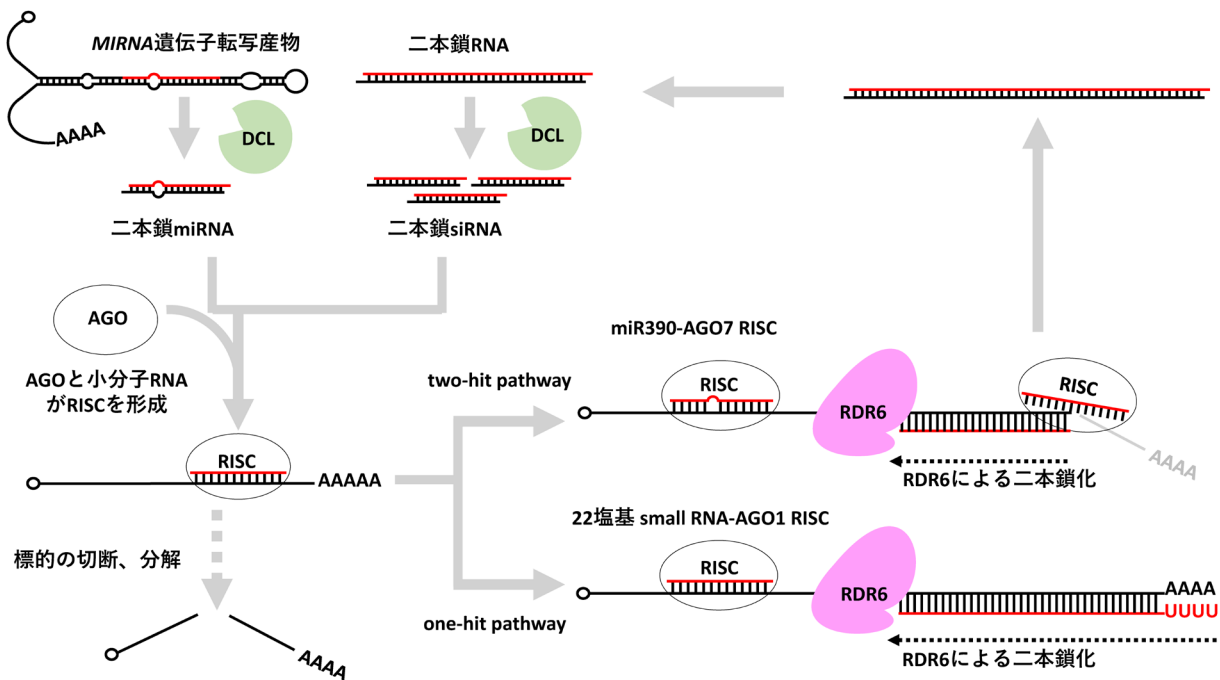 MIRNA遺伝子転写産物
AAAA
DCL
二本鎖miRNA
二本鎖RNA
DCL
二本鎖siRNA
AGO
AGOと小分子RNA
がRISCを形成
RISC
AAAAA
標的の切断、分解
AAAA
two-hit pathway
miR390-AGO7 RISC
RISC
RDR6
RISC
AAAA
RDR6による二本鎖化
one-hit pathway
22塩基 small RNA-AGO1 RISC
RISC
RDR6
AAAA
UUUU
RDR6による二本鎖化